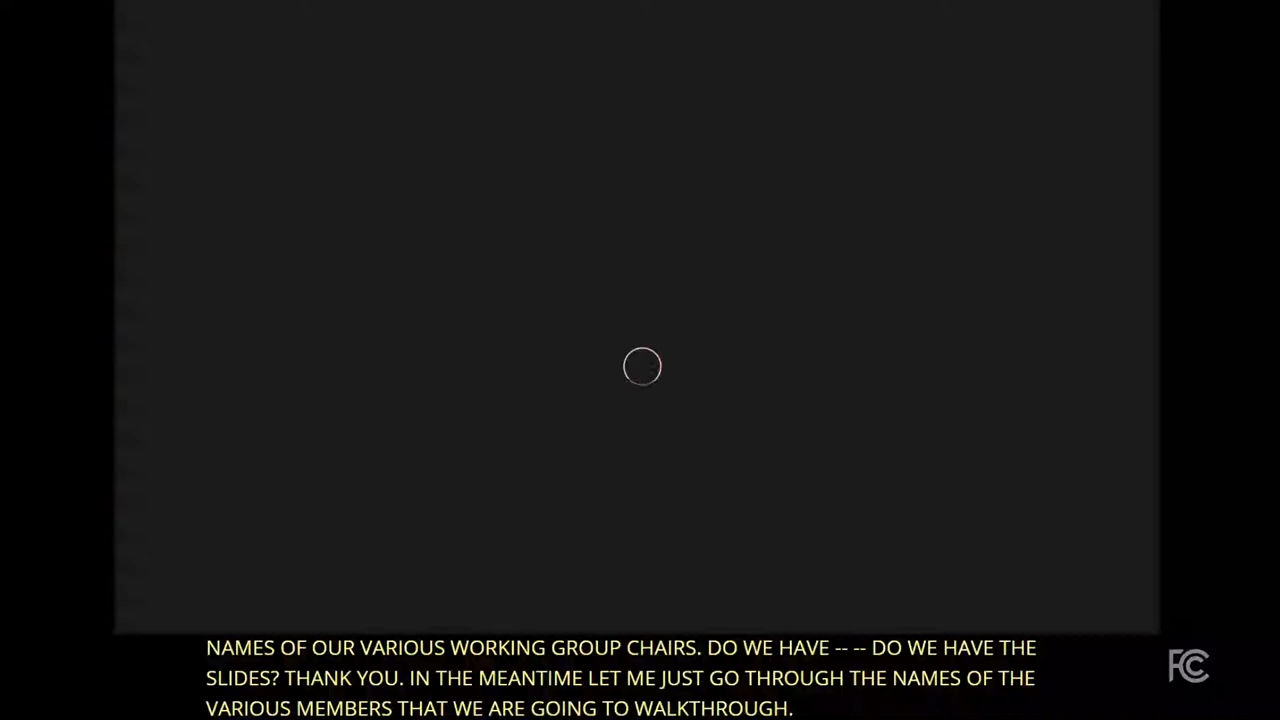 NAMES OF OUR VARIOUS WORKING GROUP CHAIRS. DO WE HAVE -- -- DO WE HAVE THE
SLIDES? THANK YOU. IN THE MEANTIME LET ME JUST GO THROUGH THE NAMES OF THE
VARIOUS MEMBERS THAT WE ARE GOING TO WALKTHROUGH.
FCC